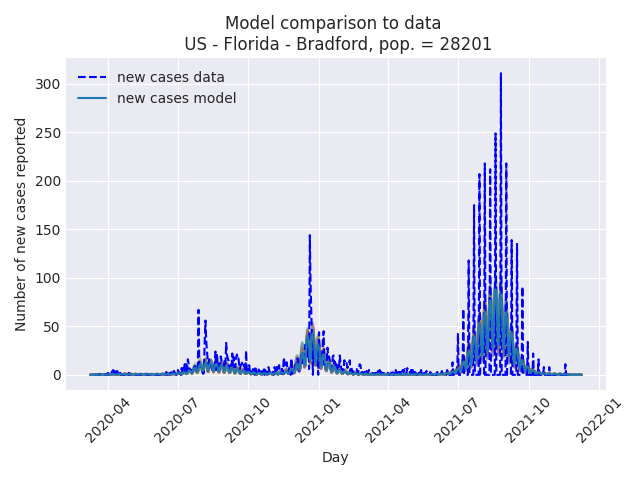 Model comparison to data
US - Florida - Bradford, pop. = 28201
new cases data
new cases model
Number of new cases reported
300
250
200
150
100
50
0
2020-04
2020-07
2020-10
2021-01
2021-04
2021-07
2021-10
2022-01
Day